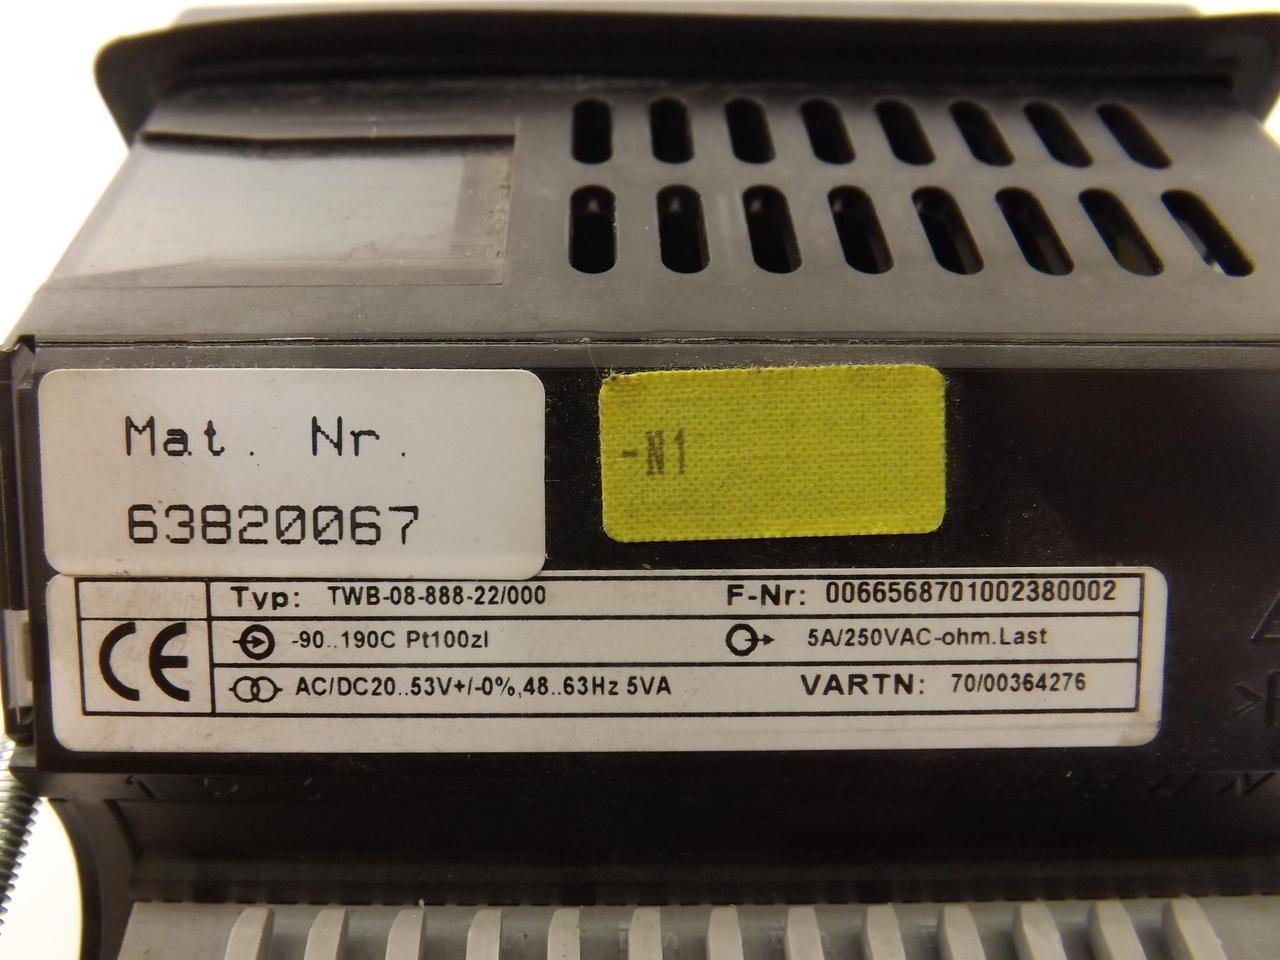 Mat. Nr.
63820067
-N1
Typ: TWB-08-888-22/000 F-Nr: 0066568701002380002
CE -90..190C Pt100zl 5A/250VAC-ohm.Last
AC/DC20..53V+/-0%,48..63Hz 5VA VARTN: 70/00364276